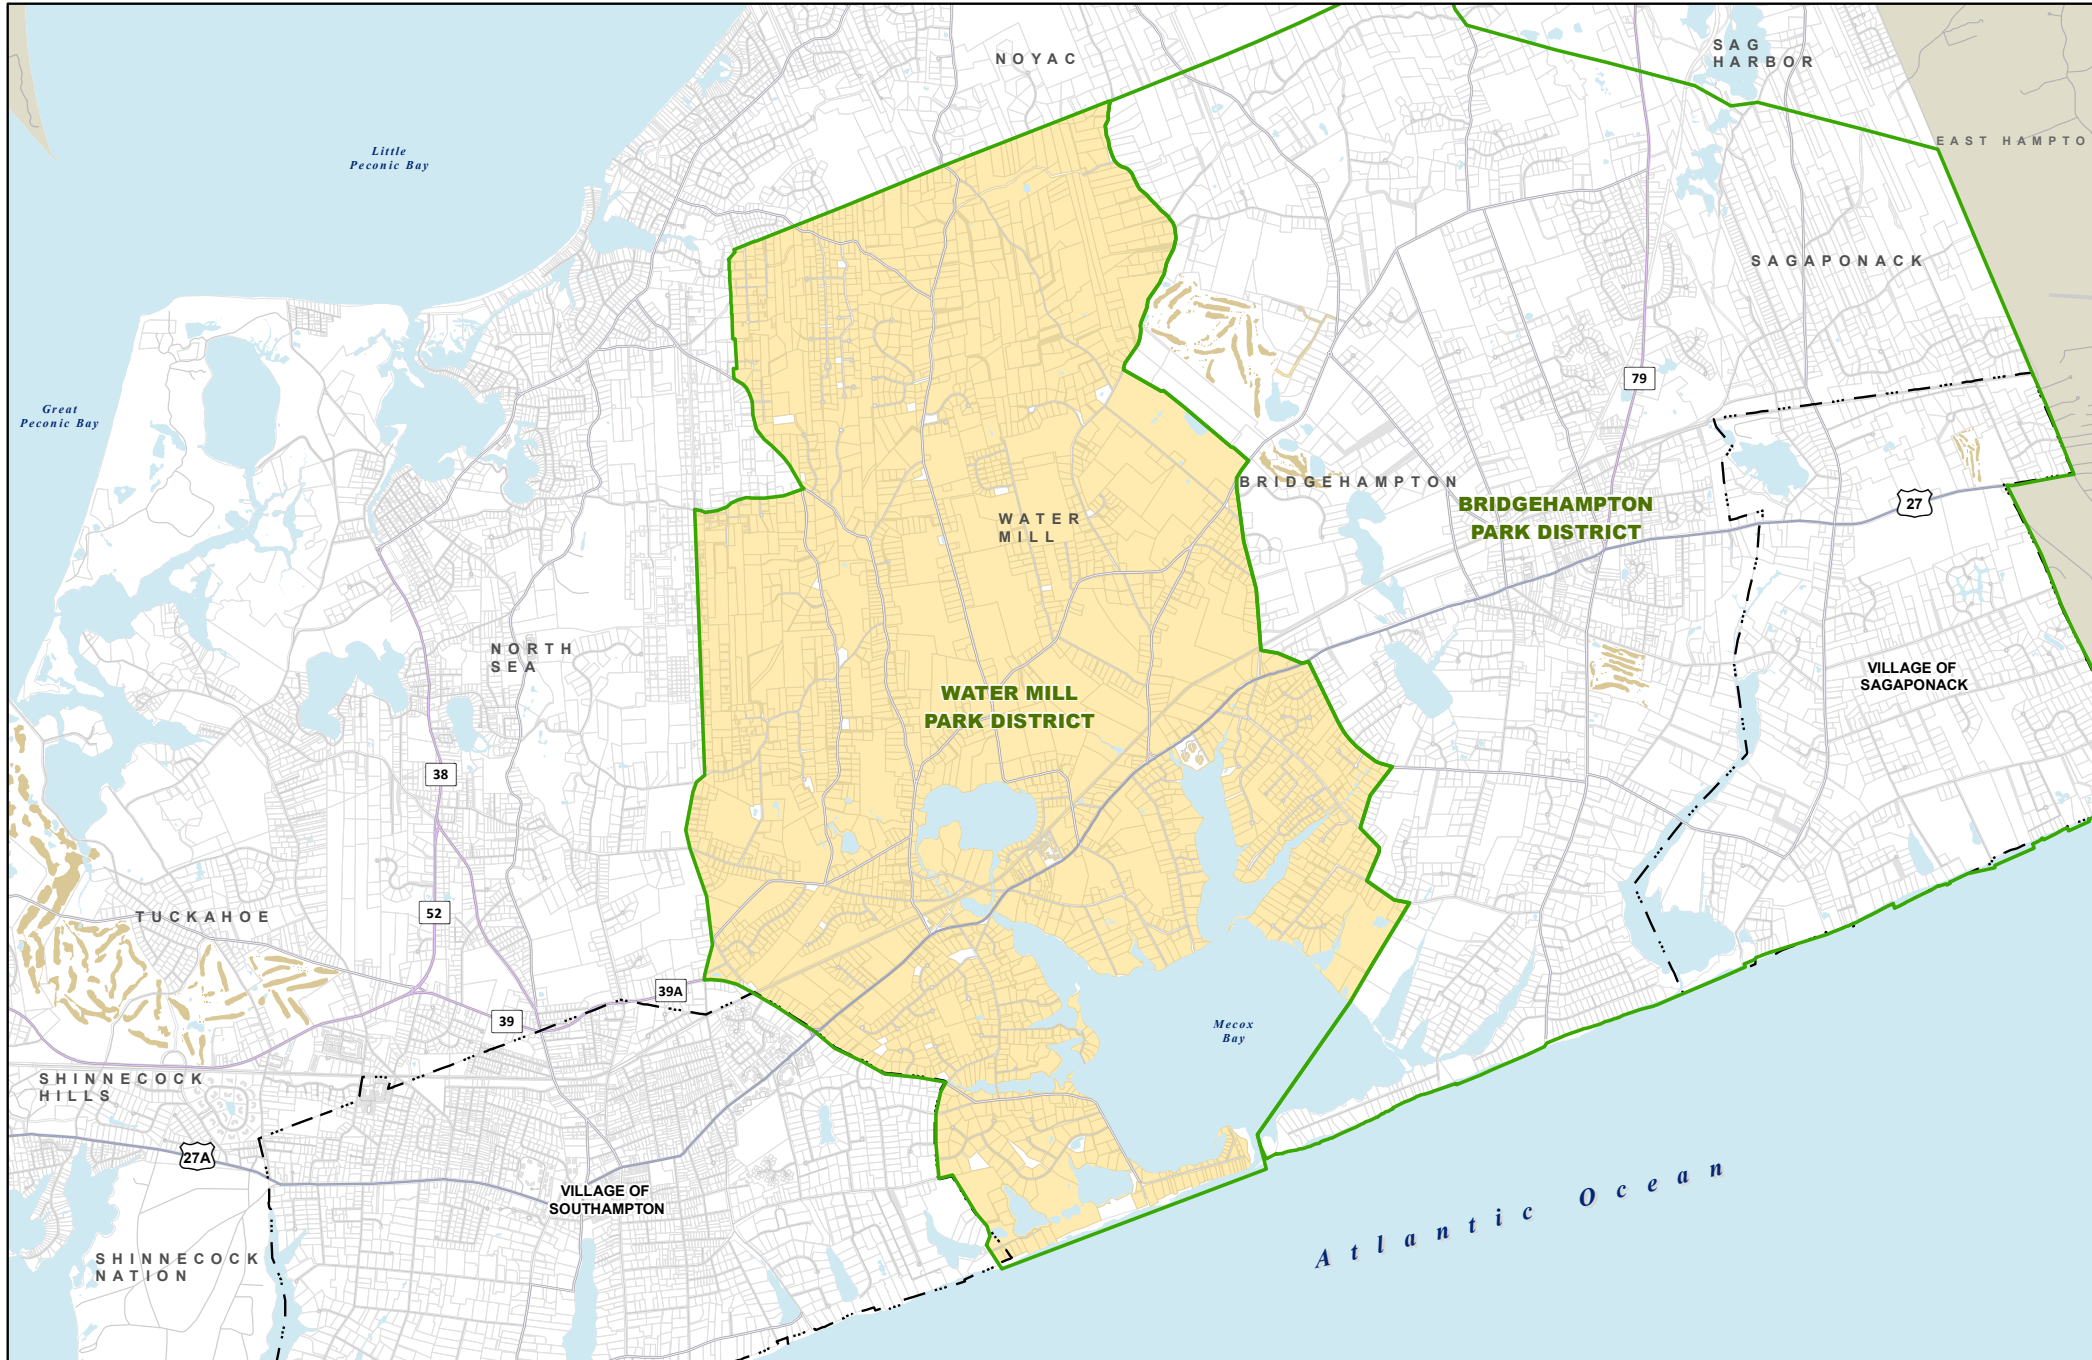 NOYAC
SAG
HARBOR
EAST HAMPTO
Little
Peconic Bay
SAGAPONACK
79
Great
Peconic Bay
BRIDGEHAMPTON
BRIDGEHAMPTON
PARK DISTRICT
27
WATER
MILL
NORTH
SEA
VILLAGE OF
SAGAPONACK
WATER MILL
PARK DISTRICT
38
52
TUCKAHOE
39A
39
Mecox
Bay
SHINNECOCK
HILLS
27A
VILLAGE OF
SOUTHAMPTON
Atlantic Ocean
SHINNECOCK
NATION